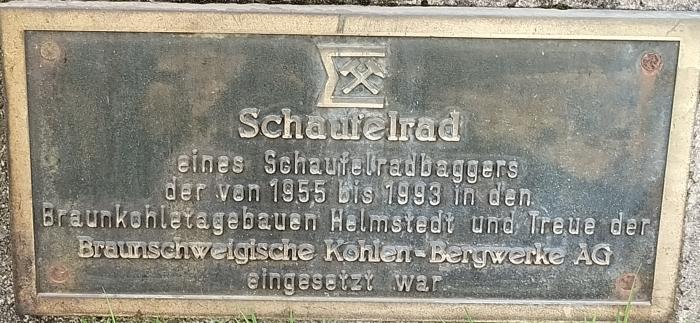 Schaufelrad
eines Schaufelradbaggers
der von 1955 bis 1993 in den
Braunkohletagebauen Helmstedt und Treue der
Braunschweigische Kohlen-Bergwerke AG
eingesetzt war